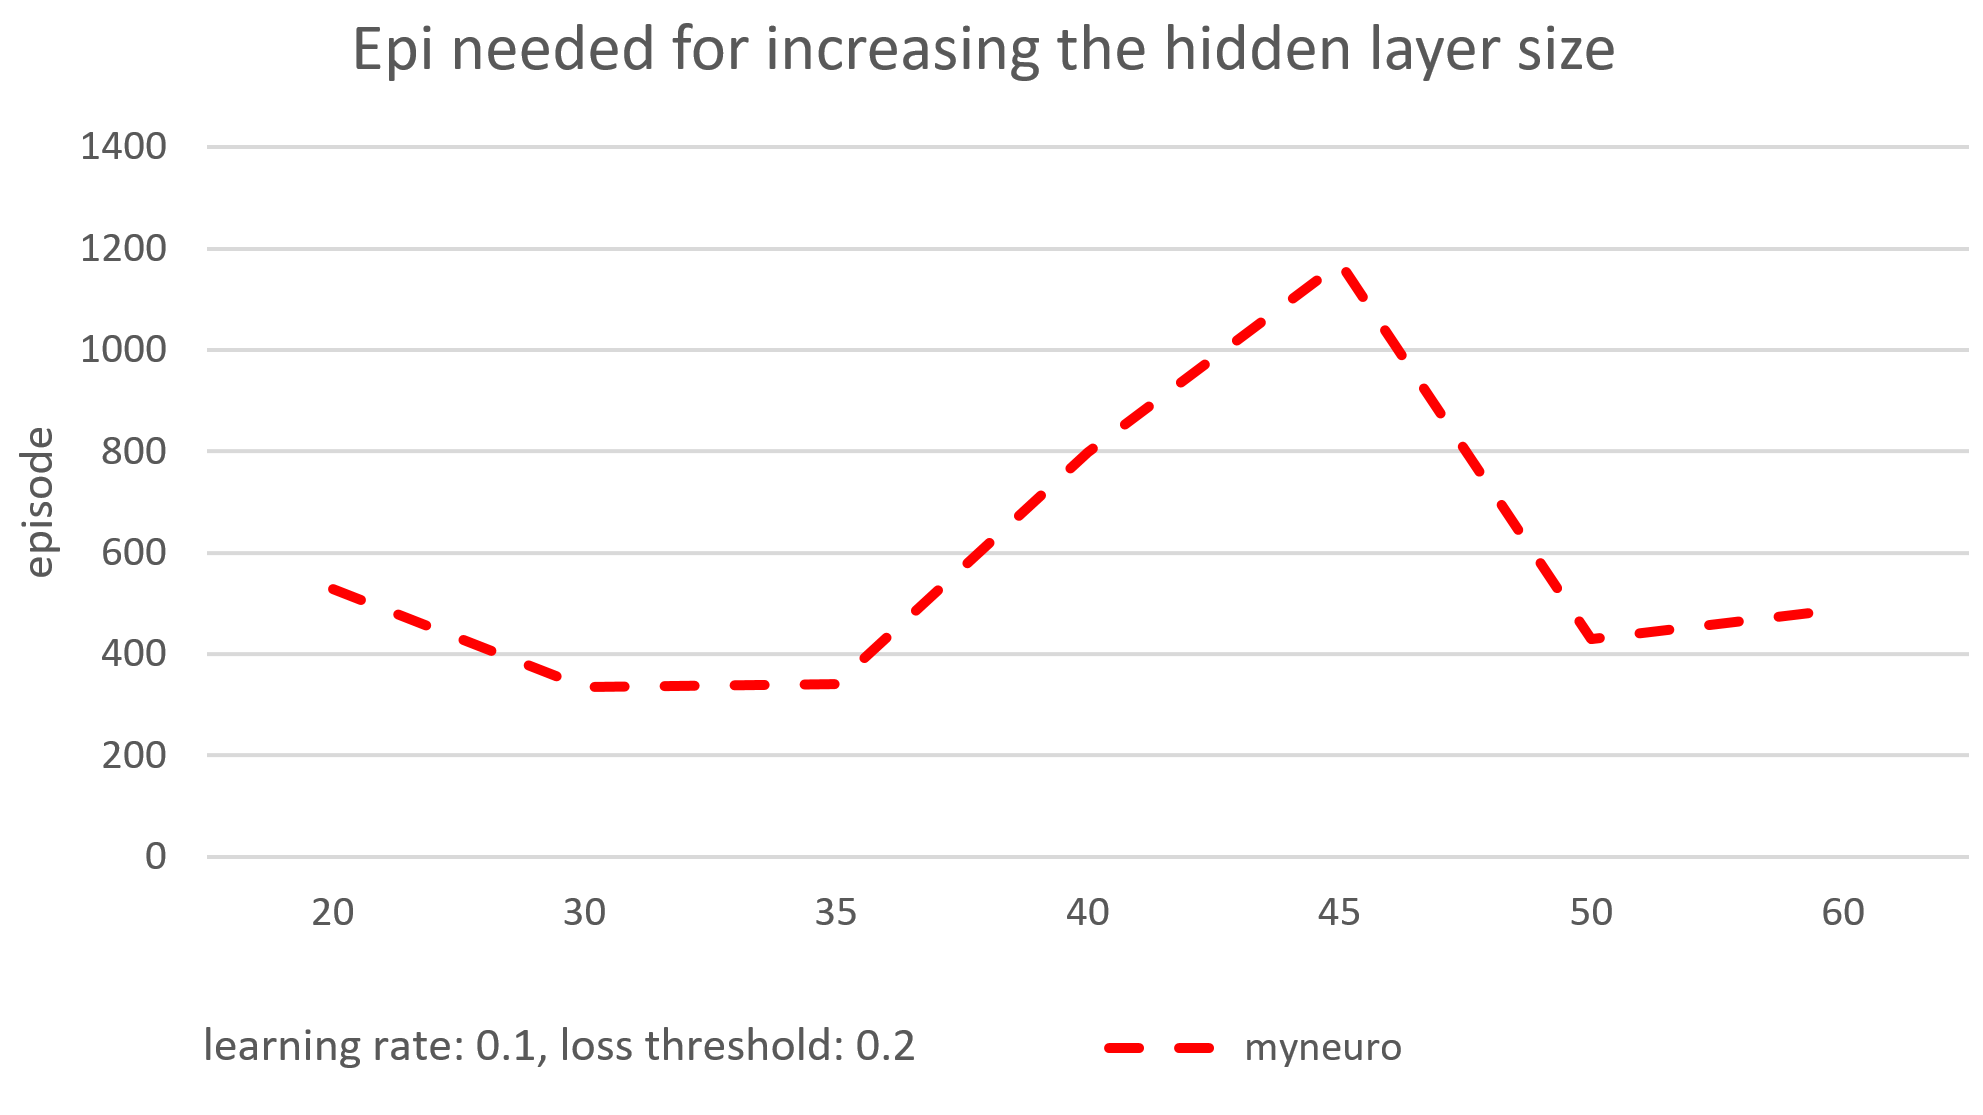 Epi needed for increasing the hidden layer size
1400
1200
1000
800
600
400
200
0
episode
20 30 35 40 45 50 60
learning rate: 0.1, loss threshold: 0.2
myneuro